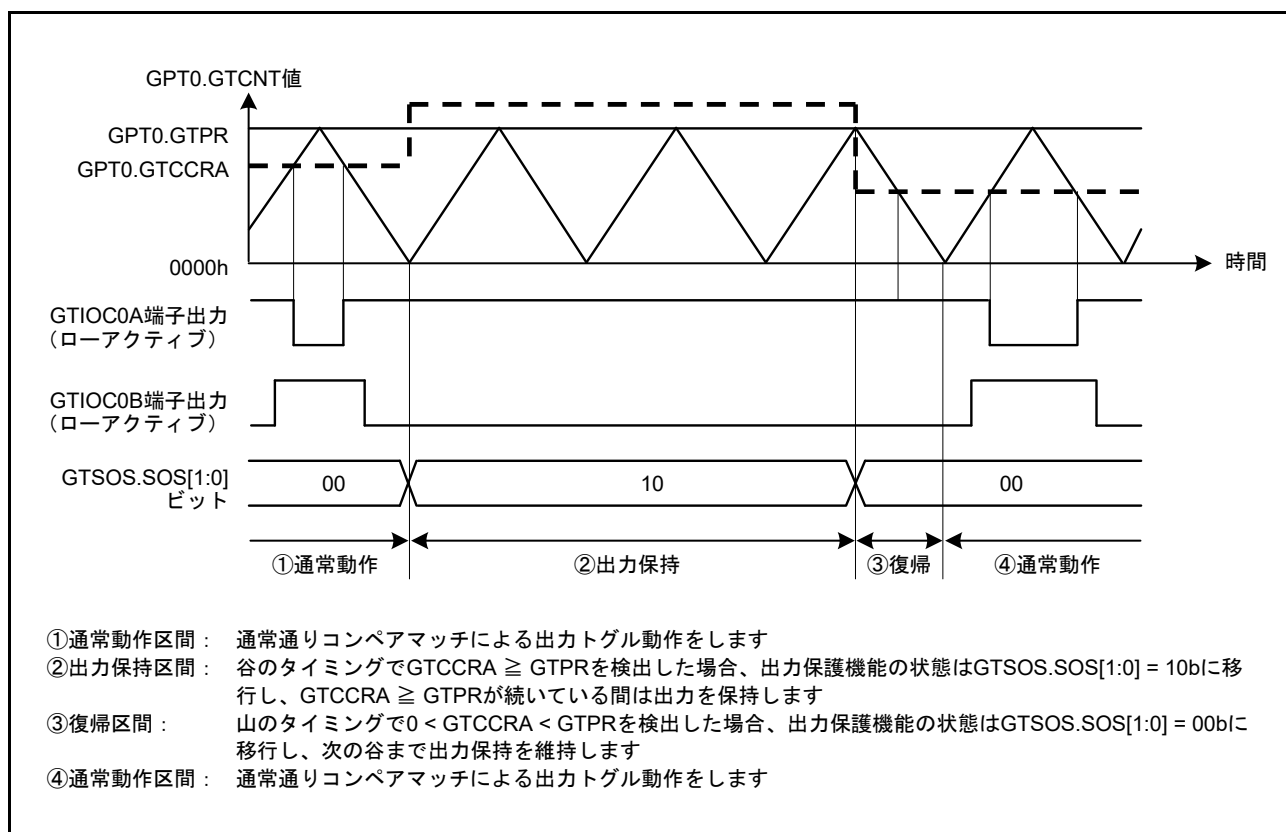 GPT0.GTCNT値
GPT0.GTPR
GPT0.GTCCRA
0000h
時間
GTIOC0A端子出力
（ローアクティブ）
GTIOC0B端子出力
（ローアクティブ）
GTSOS.SOS[1:0]
ビット
00
10
00
①通常動作
②出力保持
③復帰
④通常動作
①通常動作区間： 通常通りコンペアマッチによる出力トグル動作をします
②出力保持区間： 谷のタイミングでGTCCRA ≧ GTPRを検出した場合、出力保護機能の状態はGTSOS.SOS[1:0] = 10bに移
行し、GTCCRA ≧ GTPRが続いている間は出力を保持します
③復帰区間： 山のタイミングで0 < GTCCRA < GTPRを検出した場合、出力保護機能の状態はGTSOS.SOS[1:0] = 00bに
移行し、次の谷まで出力保持を維持します
④通常動作区間： 通常通りコンペアマッチによる出力トグル動作をします